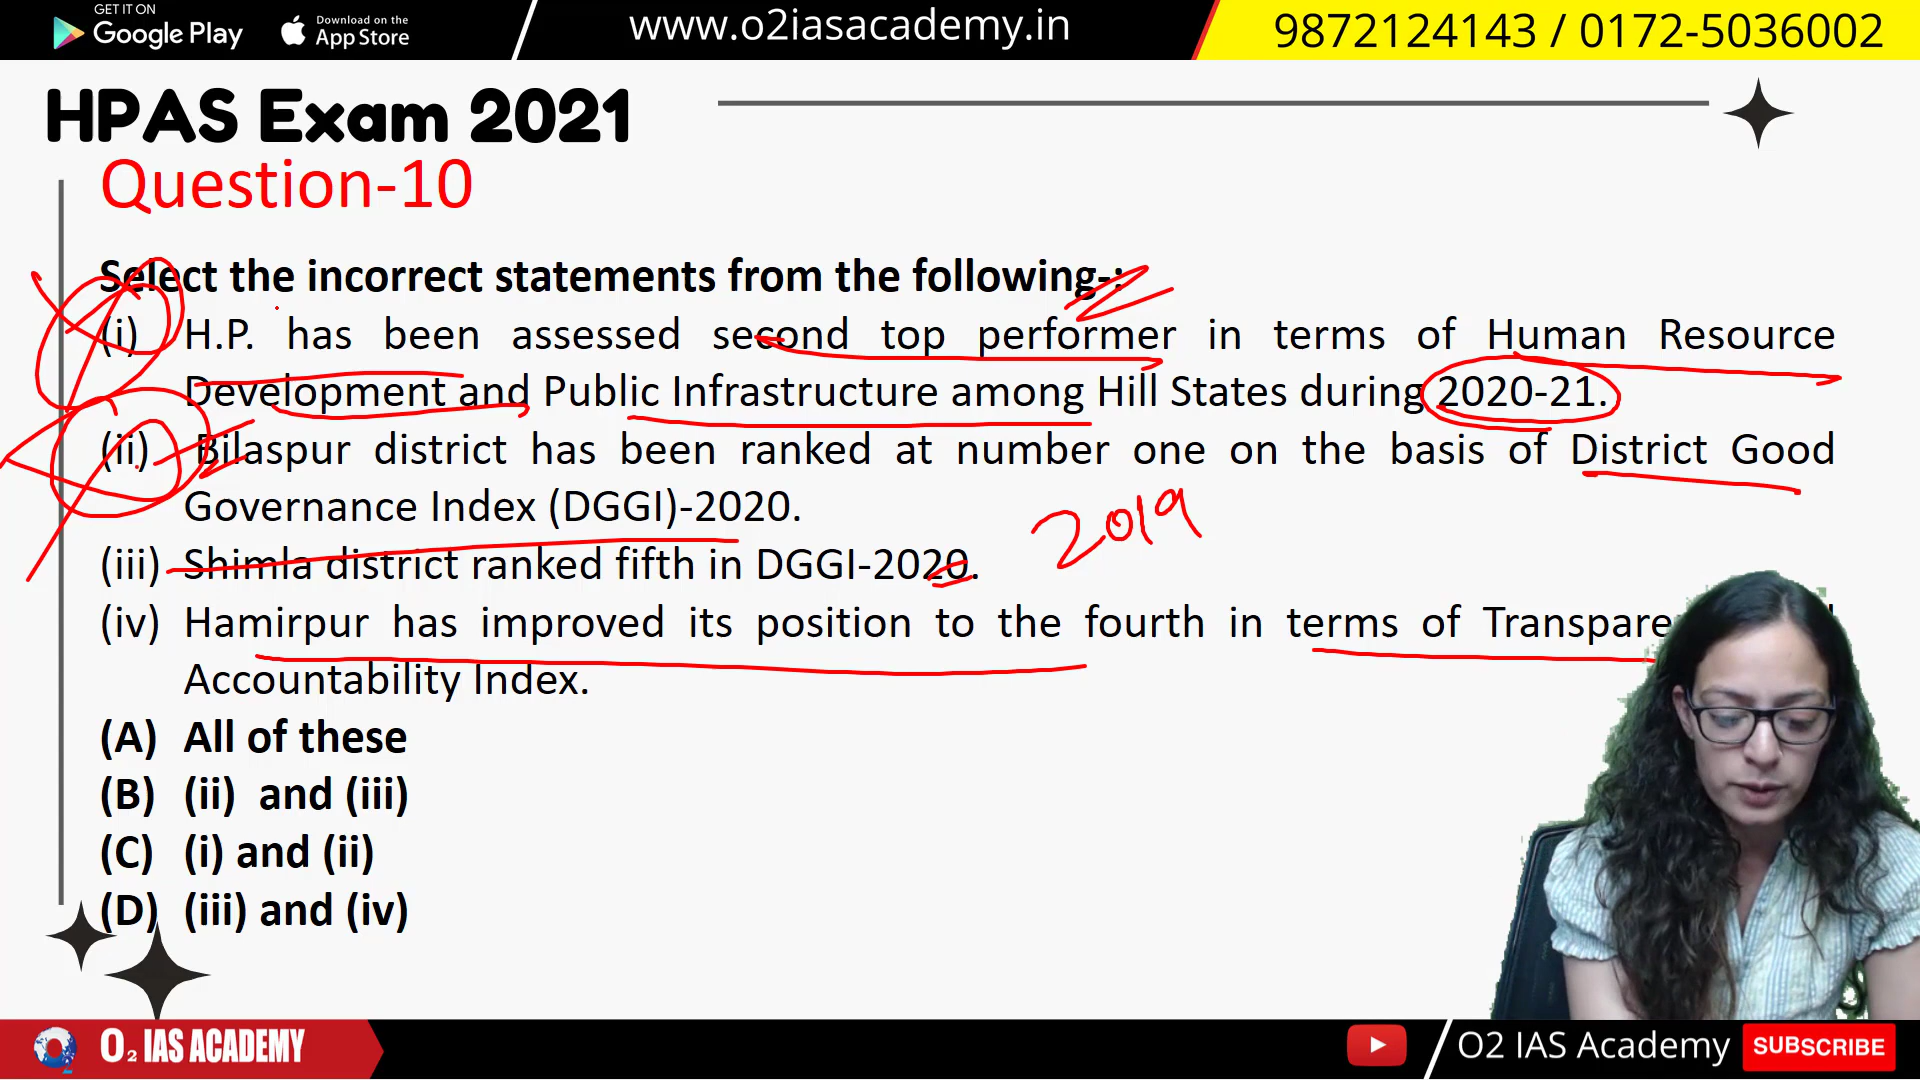 GET IT ON
Google Play
Download on the
App Store
www.o2iasacademy.in
9872124143 / 0172-5036002
HPAS Exam 2021
Question-10
Select the incorrect statements from the following-:
(i) H.P. has been assessed second top performer in terms of Human Resource
Development and Public Infrastructure among Hill States during 2020-21.
(ii) Bilaspur district has been ranked at number one on the basis of District Good
Governance Index (DGGI)-2020.
2019
(iii) Shimla district ranked fifth in DGGI-2020.
(iv) Hamirpur has improved its position to the fourth in terms of
Accountability Index.
(A) All of these
(B) (ii) and (iii)
(C) (i) and (ii)
(D) (iii) and (iv)
O2 IAS ACADEMY
O2 IAS Academy
SUBSCRIBE